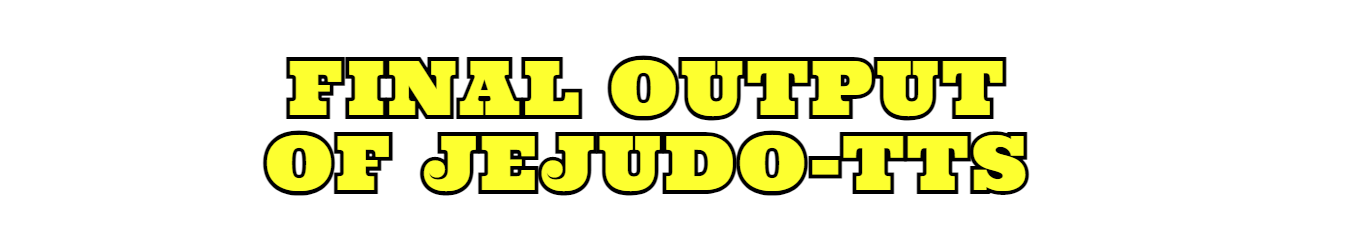 FINAL OUTPUT
OF JEJUDO-TTS